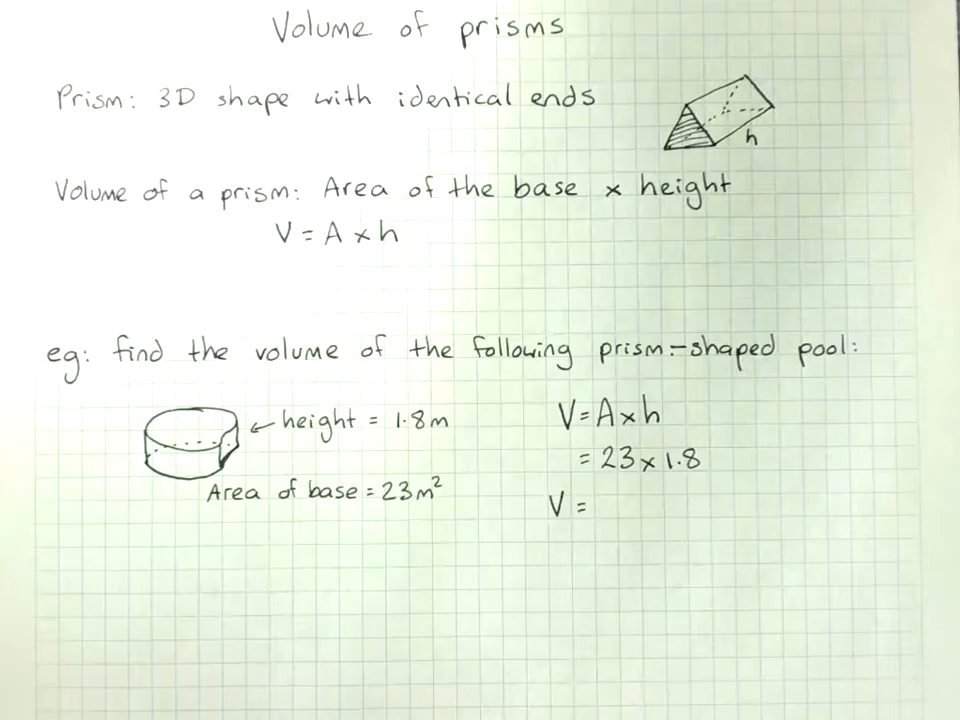 Volume of prisms
Prism: 3D shape with identical ends
h
Volume of a prism: Area of the base × height
V = A × h
eg: find the volume of the following prism-shaped pool:
height = 1.8m
Area of base = 23m²
V = A × h
= 23 × 1.8
V =